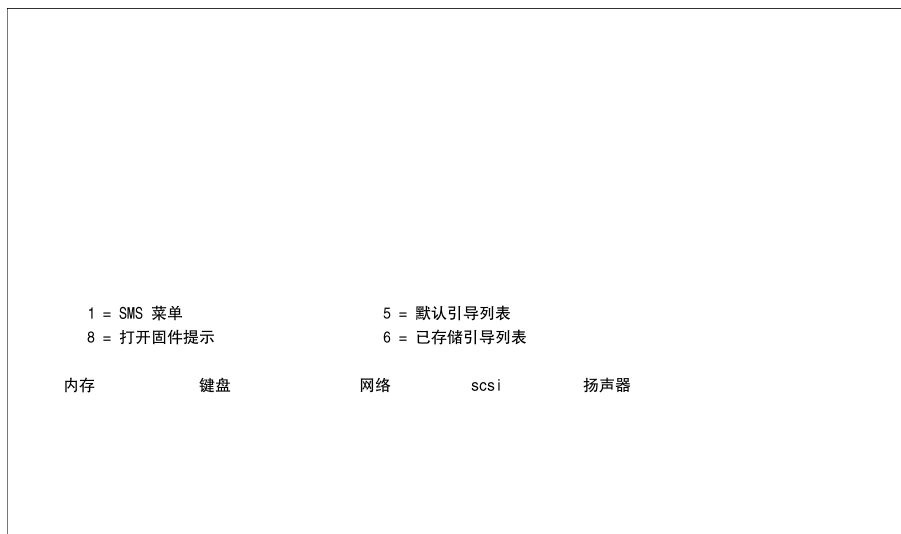 1 = SMS 菜单 5 = 默认引导列表
8 = 打开固件提示 6 = 已存储引导列表
内存 键盘 网络 scsi 扬声器